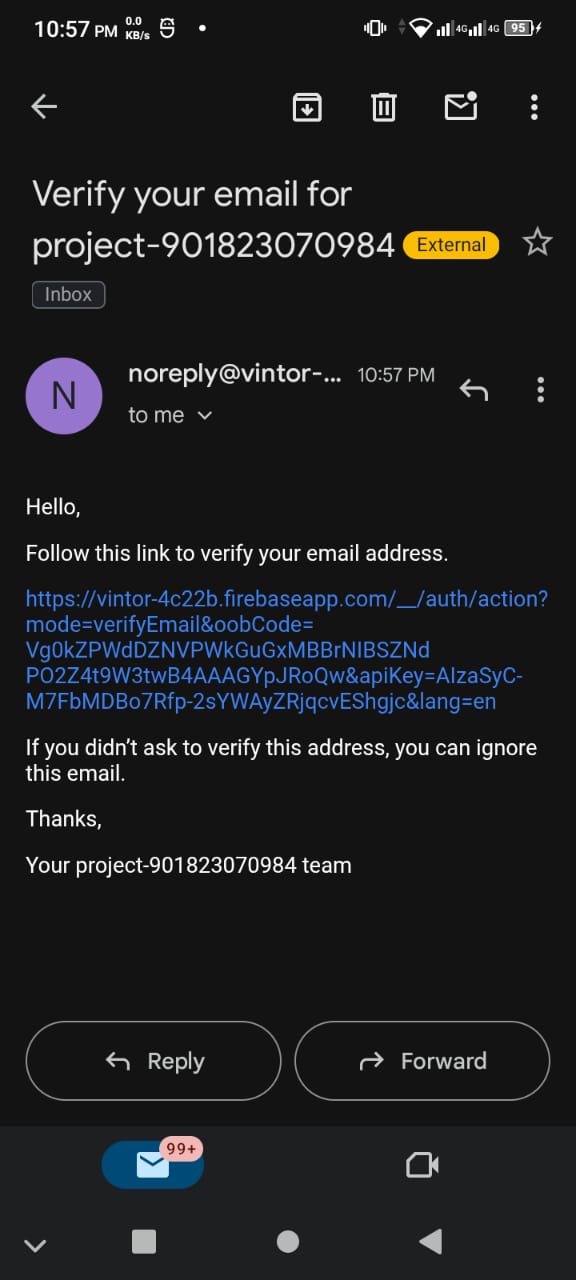 10:57 PM
0.0
KB/s
4G
4G
95
Verify your email for
project-901823070984
External
Inbox
N
noreply@vintor-...
10:57 PM
to me
Hello,
Follow this link to verify your email address.
https://vintor-4c22b.firebaseapp.com/__/auth/action?
mode=verifyEmail&oobCode=
Vg0kZPWdDZNVPWkGuGxMBBrNIBSZNd
PO2Z4t9W3twB4AAAGYpJRoQw&apiKey=AIzaSyC-
M7FbMDBo7Rfp-2sYWAyZRjqcvEShgjc&lang=en
If you didn’t ask to verify this address, you can ignore
this email.
Thanks,
Your project-901823070984 team
Reply
Forward
99+